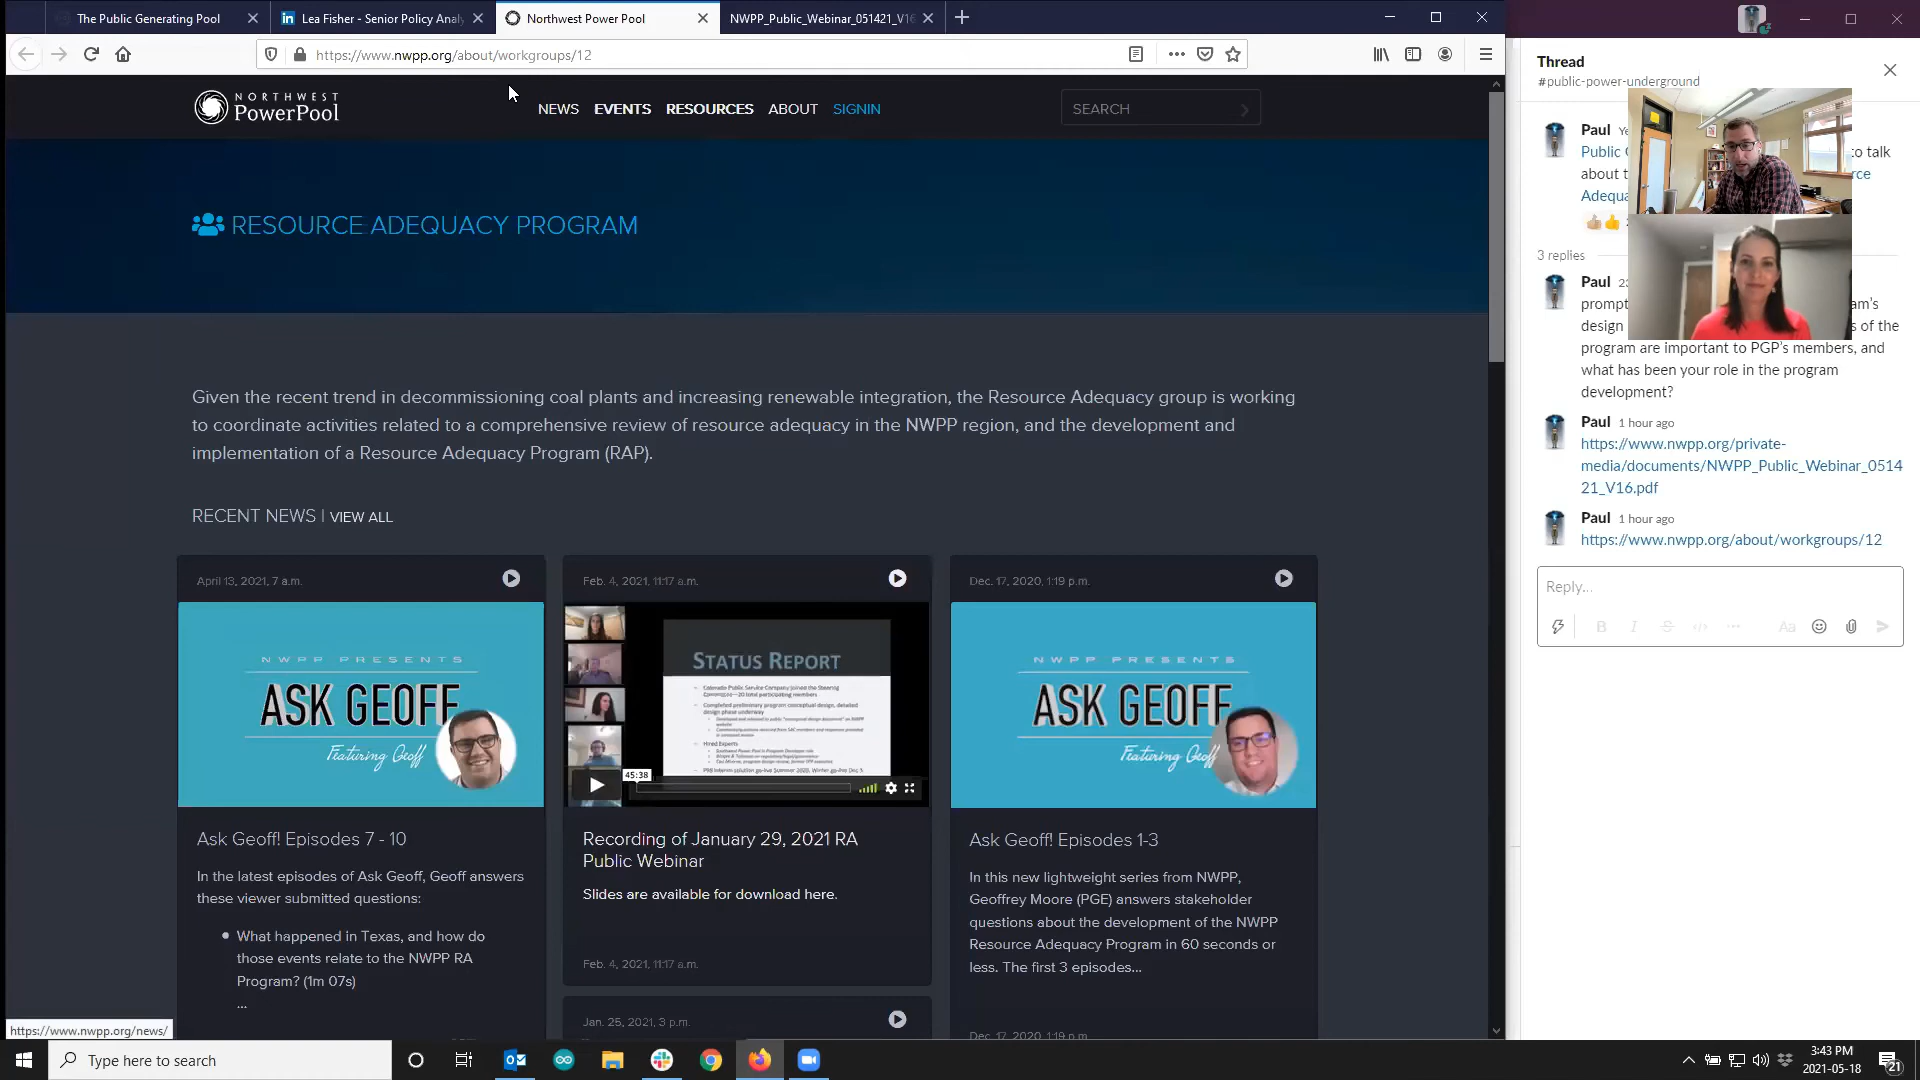 The Public Generating Pool
Lea Fisher - Senior Policy Analy
Northwest Power Pool
NWPP_Public_Webinar_051421_V16
https://www.nwpp.org/about/workgroups/12
NORTHWEST
PowerPool
NEWS
EVENTS
RESOURCES
ABOUT
SIGNIN
SEARCH
RESOURCE ADEQUACY PROGRAM
Given the recent trend in decommissioning coal plants and increasing renewable integration, the Resource Adequacy group is working
to coordinate activities related to a comprehensive review of resource adequacy in the NWPP region, and the development and
implementation of a Resource Adequacy Program (RAP).
RECENT NEWS | VIEW ALL
April 13, 2021, 7 a.m.
NWPP PRESENTS
ASK GEOFF
Featuring Geoff
Ask Geoff! Episodes 7 - 10
In the latest episodes of Ask Geoff, Geoff answers
these viewer submitted questions:
What happened in Texas, and how do
those events relate to the NWPP RA
Program? (1m 07s)
...
Feb. 4, 2021, 11:17 a.m.
STATUS REPORT
Hired Experts
45:38
Recording of January 29, 2021 RA
Public Webinar
Slides are available for download here.
Feb. 4, 2021, 11:17 a.m.
Jan. 25, 2021, 3 p.m.
Dec. 17, 2020, 1:19 p.m.
NWPP PRESENTS
ASK GEOFF
Featuring Geoff
Ask Geoff! Episodes 1-3
In this new lightweight series from NWPP,
Geoffrey Moore (PGE) answers stakeholder
questions about the development of the NWPP
Resource Adequacy Program in 60 seconds or
less. The first 3 episodes...
Dec. 17, 2020, 1:19 p.m.
https://www.nwpp.org/news/
Thread
#public-power-underground
Paul
Public
to talk
about
Adequa
3 replies
Paul
prompt
am's
design
s of the
program are important to PGP's members, and
what has been your role in the program
development?
Paul 1 hour ago
https://www.nwpp.org/private-
media/documents/NWPP_Public_Webinar_0514
21_V16.pdf
Paul 1 hour ago
https://www.nwpp.org/about/workgroups/12
Reply...
B I S </> Aa
Type here to search
3:43 PM
2021-05-18
21